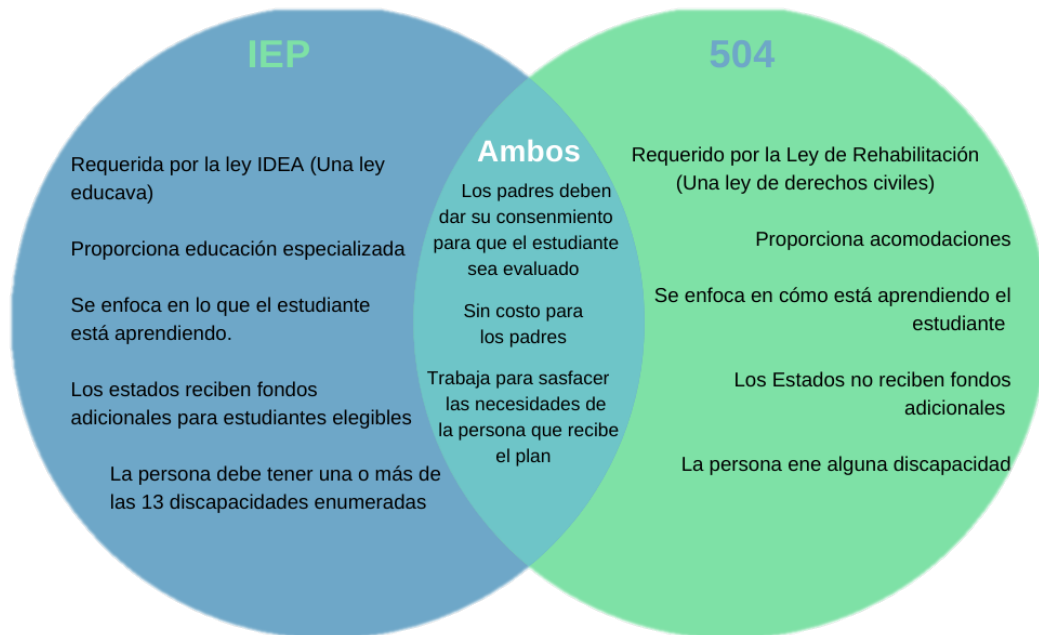 IEP
Requerida por la ley IDEA (Una ley
educava)
Proporciona educación especializada
Se enfoca en lo que el estudiante
está aprendiendo.
Los estados reciben fondos
adicionales para estudiantes elegibles
La persona debe tener una o más de
las 13 discapacidades enumeradas
Ambos
Los padres deben
dar su consenmiento
para que el estudiante
sea evaluado
Sin costo para
los padres
Trabaja para sasfacer
las necesidades de
la persona que recibe
el plan
504
Requerido por la Ley de Rehabilitación
(Una ley de derechos civiles)
Proporciona acomodaciones
Se enfoca en cómo está aprendiendo el
estudiante
Los Estados no reciben fondos
adicionales
La persona ene alguna discapacidad